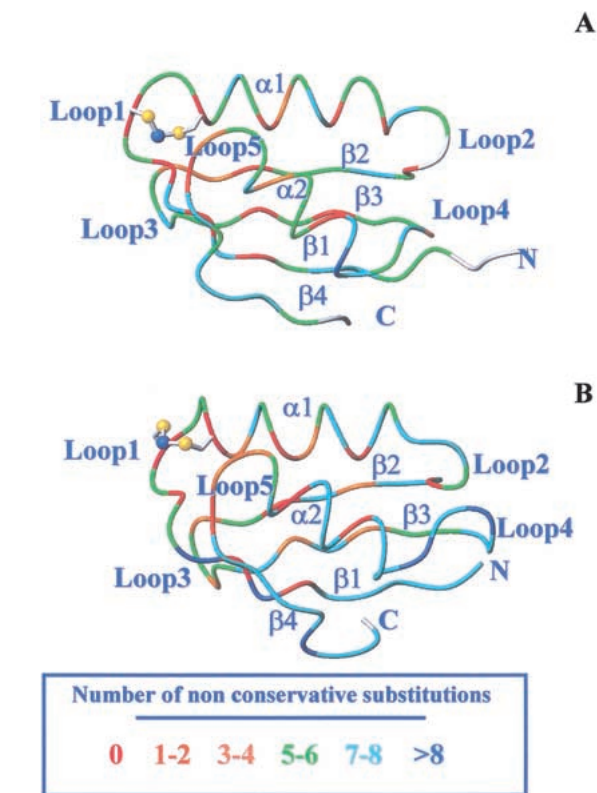 A
α1
Loop1
Loop5
Loop2
β2
α2
β3
Loop4
Loop3
β1
N
β4
C
B
α1
Loop1
β2
Loop2
Loop5
α2
β3
Loop4
N
Loop3
β1
β4
C
Number of non conservative substitutions
0 1-2 3-4 5-6 7-8 >8